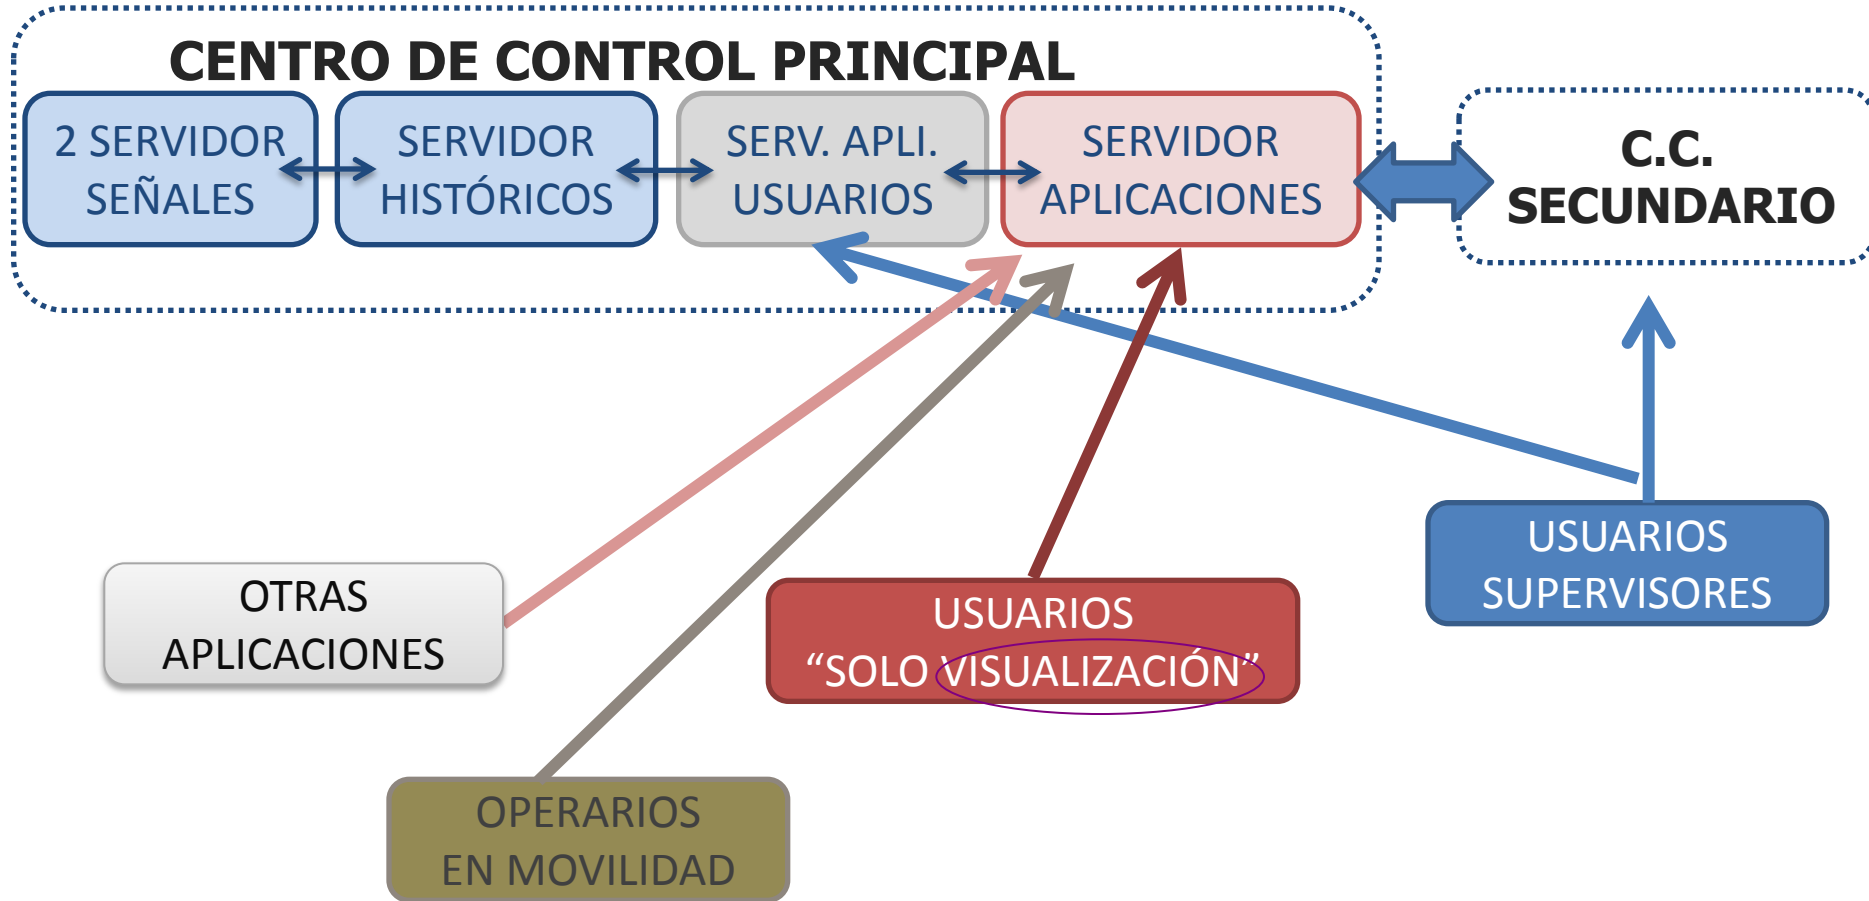 CENTRO DE CONTROL PRINCIPAL
2 SERVIDOR
SEÑALES
SERVIDOR
HISTÓRICOS
SERV. APLI.
USUARIOS
SERVIDOR
APLICACIONES
C.C.
SECUNDARIO
USUARIOS
SUPERVISORES
OTRAS
APLICACIONES
USUARIOS
“SOLO VISUALIZACIÓN”
OPERARIOS
EN MOVILIDAD